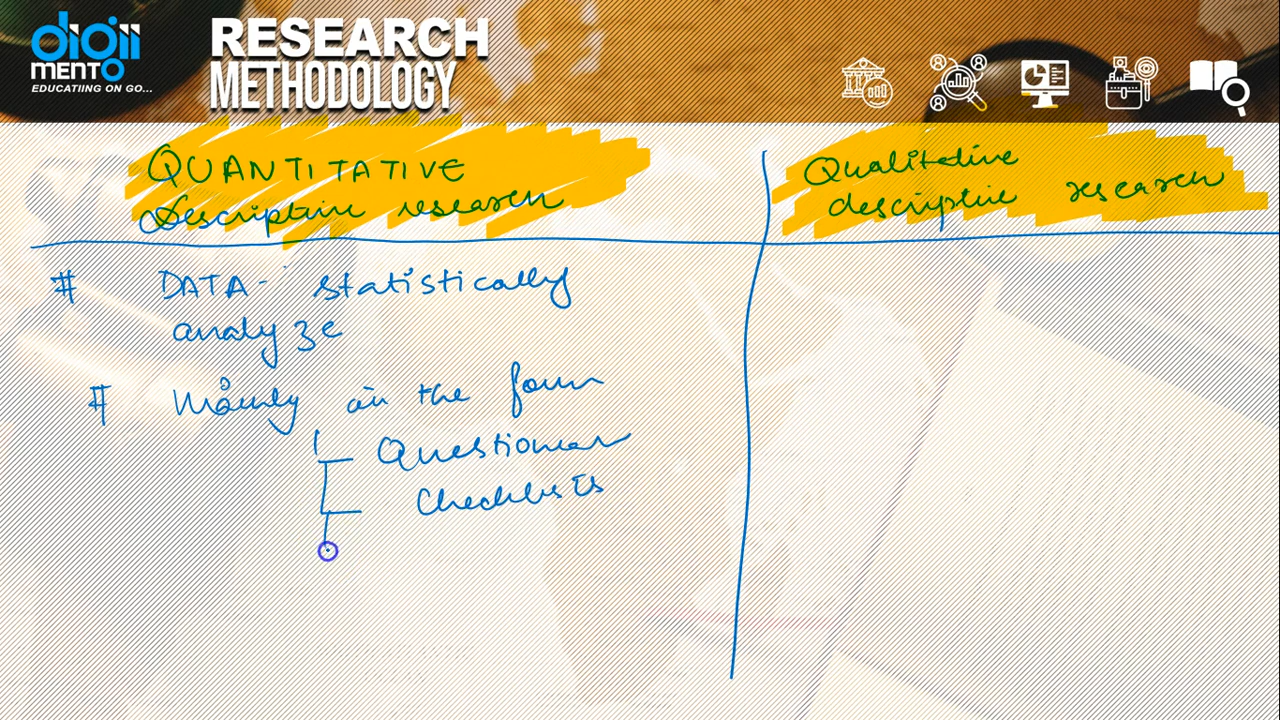 digii
MENTO
EDUCATIING ON GO...
RESEARCH
METHODOLOGY
QUANTITATIVE
descriptive research
Qualitative
descriptive research
# DATA - statistically
analyze
# Mainly in the form
Questionear
Checklists